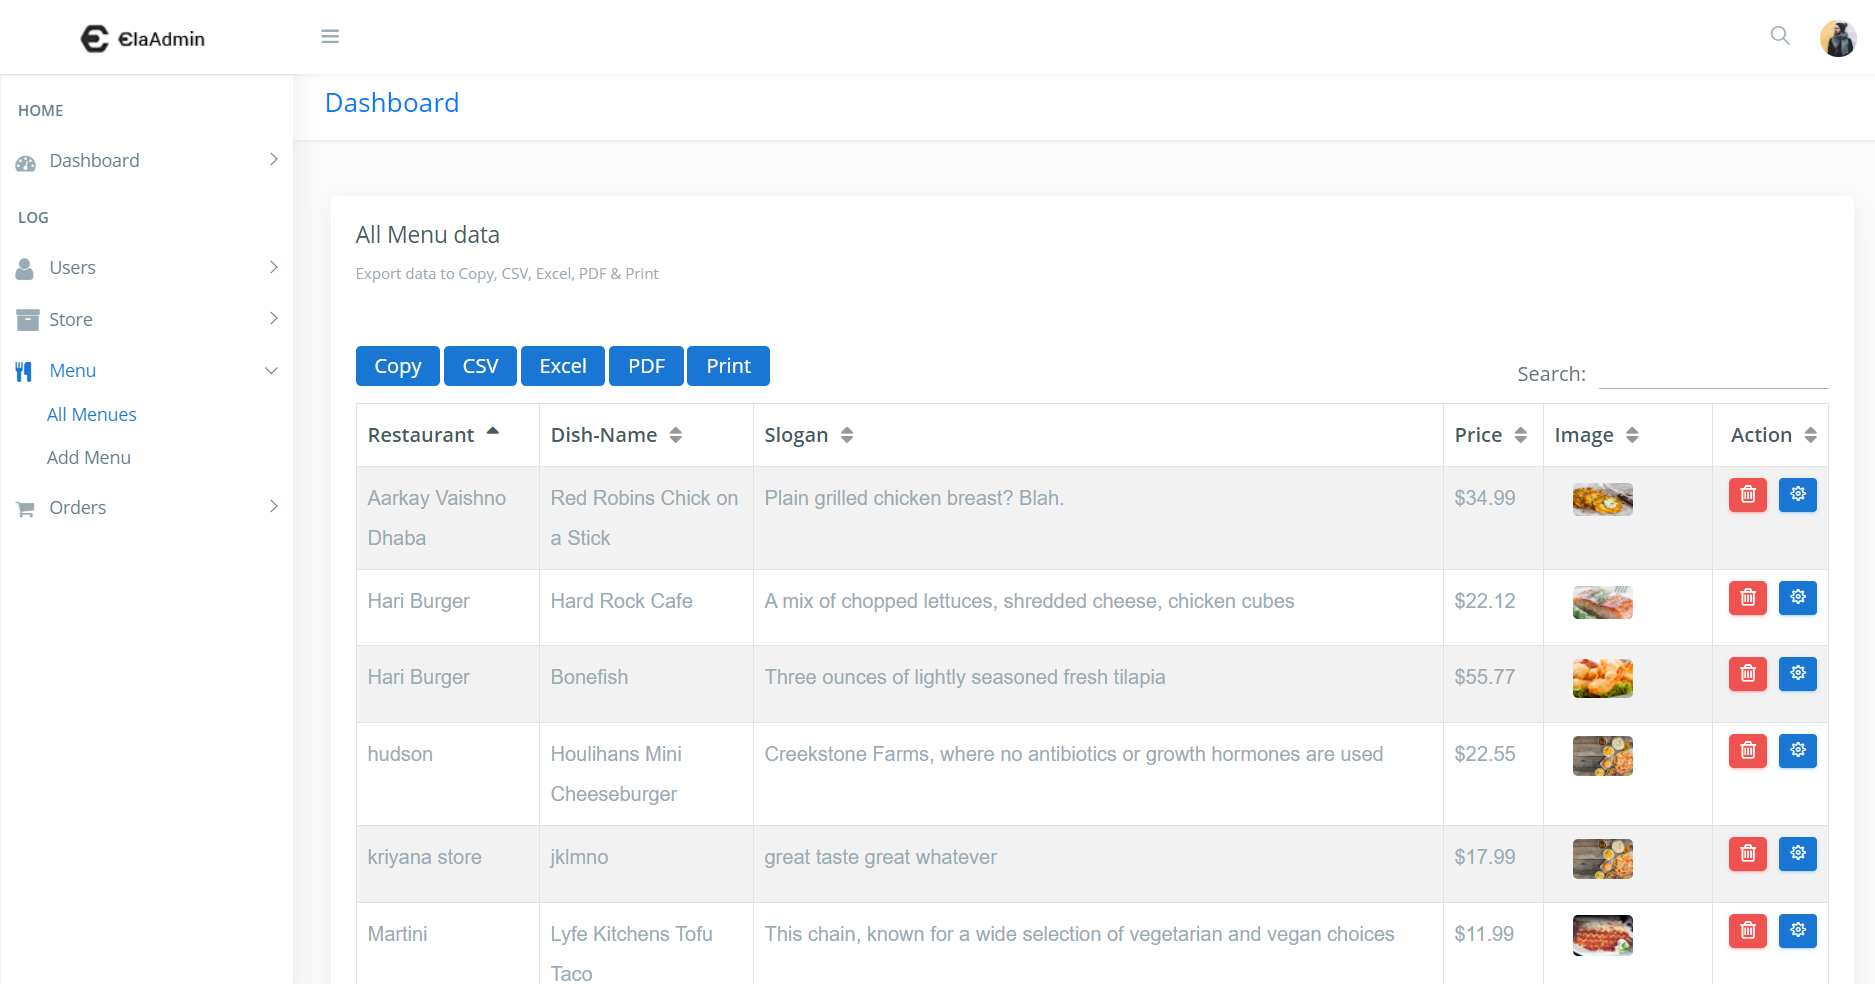 ElaAdmin
Dashboard
HOME
Dashboard
LOG
Users
Store
Menu
All Menues
Add Menu
Orders
All Menu data
Export data to Copy, CSV, Excel, PDF & Print
Copy CSV Excel PDF Print
Search:
Restaurant Dish-Name Slogan Price Image Action
Aarkay Vaishno Dhaba Red Robins Chick on a Stick Plain grilled chicken breast? Blah. $34.99
Hari Burger Hard Rock Cafe A mix of chopped lettuces, shredded cheese, chicken cubes $22.12
Hari Burger Bonefish Three ounces of lightly seasoned fresh tilapia $55.77
hudson Houlihans Mini Cheeseburger Creekstone Farms, where no antibiotics or growth hormones are used $22.55
kriyana store jklmno great taste great whatever $17.99
Martini Lyfe Kitchens Tofu Taco This chain, known for a wide selection of vegetarian and vegan choices $11.99